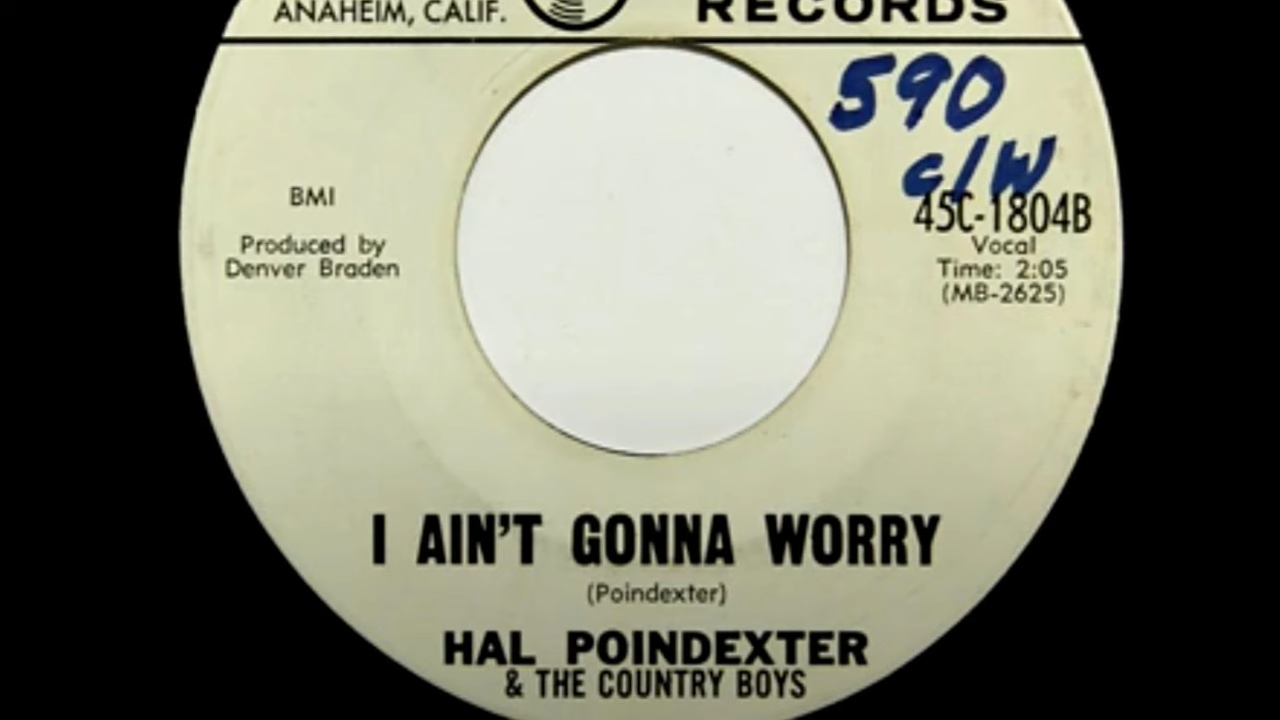 ANAHEIM, CALIF.
RECORDS
590
c/w
45C-1804B
BMI
Vocal
Produced by
Time: 2:05
Denver Braden
(MB-2625)
I AIN'T GONNA WORRY
(Poindexter)
HAL POINDEXTER
& THE COUNTRY BOYS